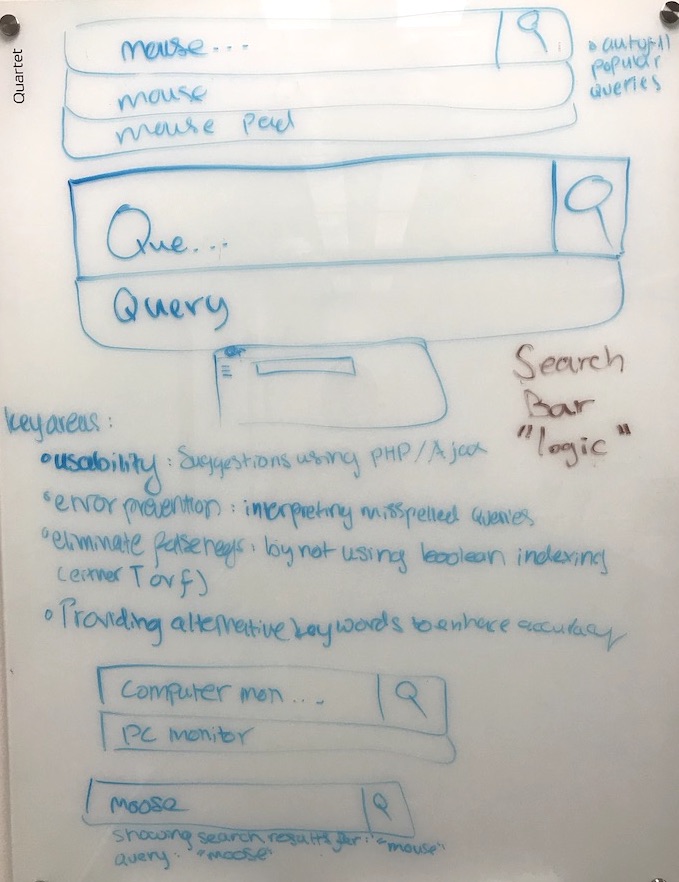 Quartet
mouse...
mouse
mouse pad
• autofill
popular
queries
Que...
Query
Search
Bar
"logic"
key areas:
• usability: Suggestions using PHP/Ajax
• error prevention: interpreting misspelled queries
• eliminate false negs: by not using boolean indexing
(either T or f)
• Providing alternative keywords to enhance accuracy
Computer mon...
PC monitor
moose
showing search results for: "mouse"
query: "moose"